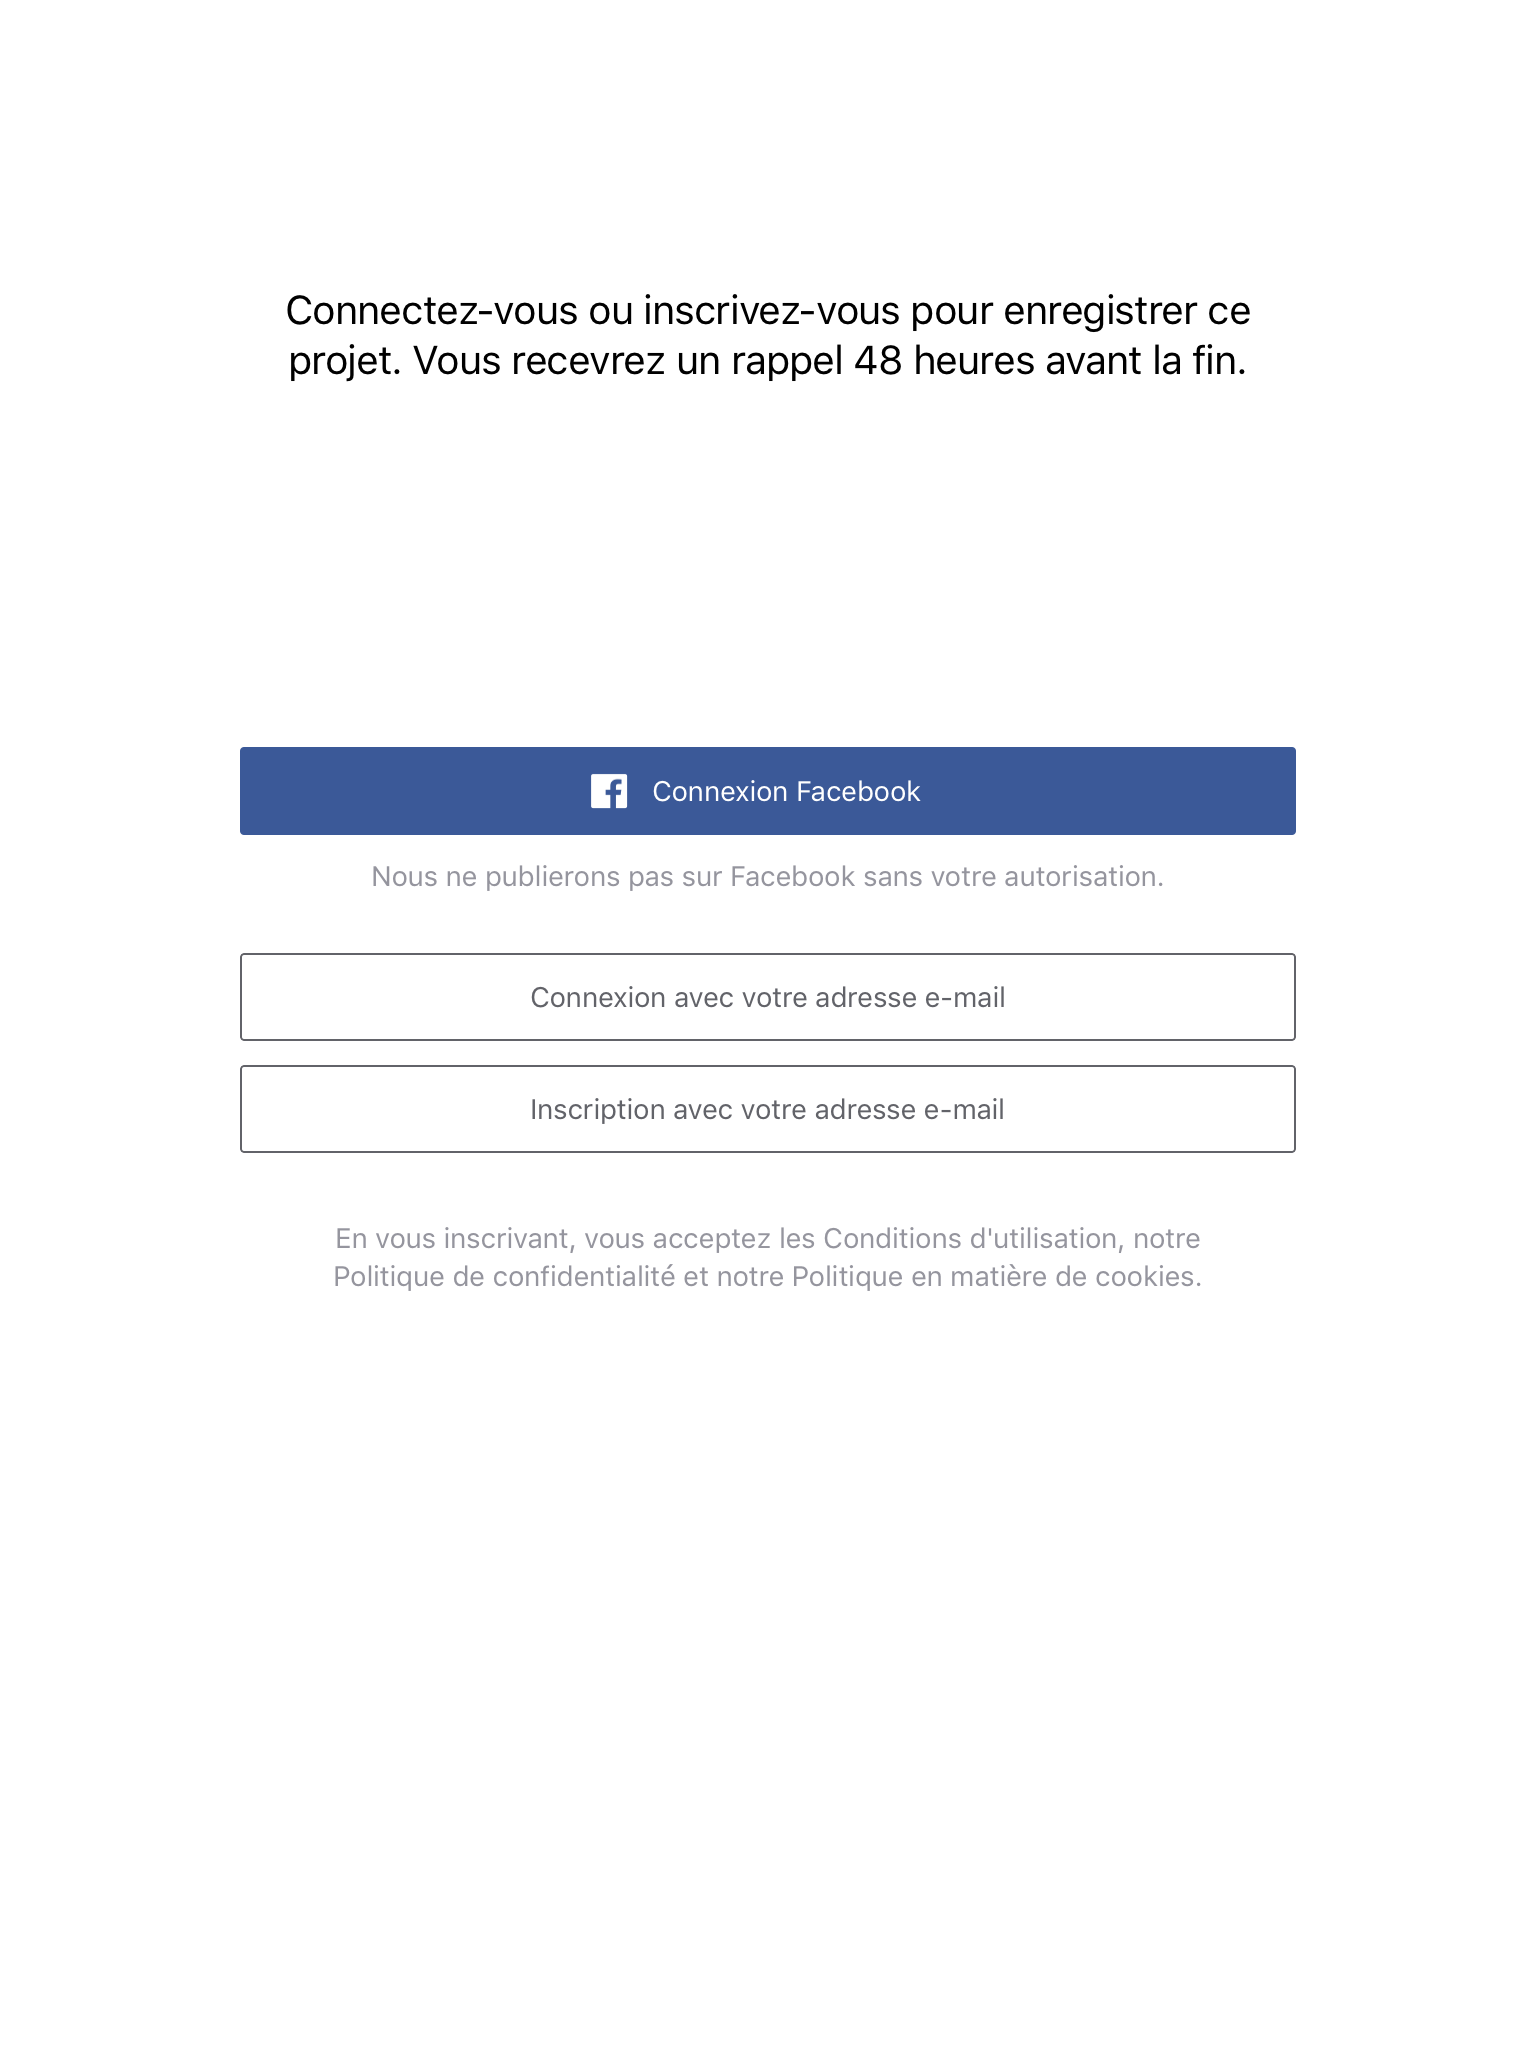 Connectez-vous ou inscrivez-vous pour enregistrer ce
projet. Vous recevrez un rappel 48 heures avant la fin.
Connexion Facebook
Nous ne publierons pas sur Facebook sans votre autorisation.
Connexion avec votre adresse e-mail
Inscription avec votre adresse e-mail
En vous inscrivant, vous acceptez les Conditions d'utilisation, notre
Politique de confidentialité et notre Politique en matière de cookies.